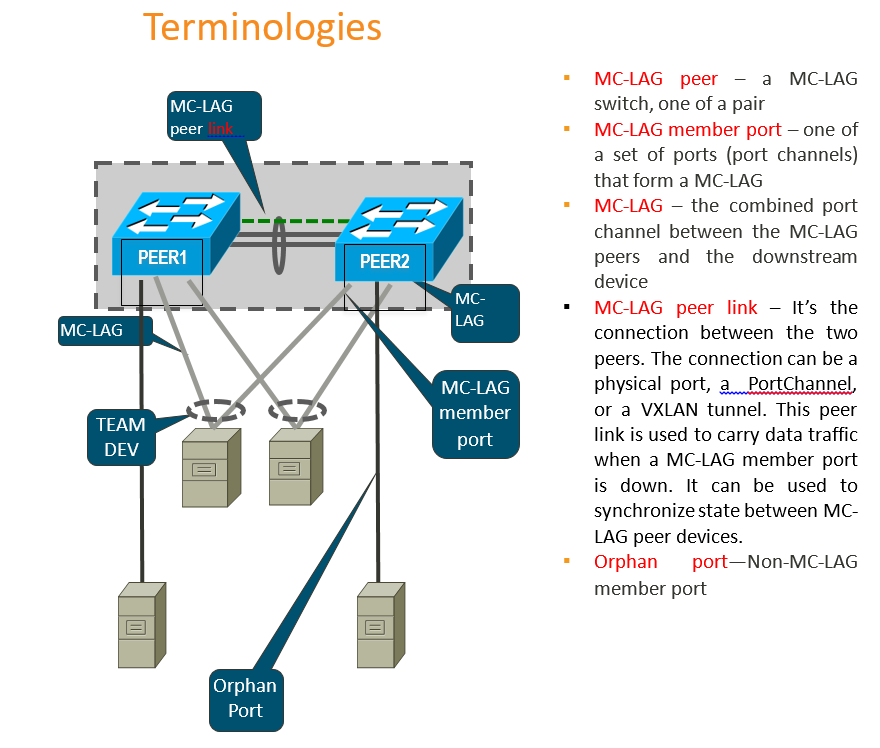 Terminologies
MC-LAG
peer link
PEER1
PEER2
MC-
LAG
MC-LAG
MC-LAG
member
port
TEAM
DEV
Orphan
Port
▪ MC-LAG peer – a MC-LAG
switch, one of a pair
▪ MC-LAG member port – one of
a set of ports (port channels)
that form a MC-LAG
▪ MC-LAG – the combined port
channel between the MC-LAG
peers and the downstream
device
▪ MC-LAG peer link – It’s the
connection between the two
peers. The connection can be a
physical port, a PortChannel,
or a VXLAN tunnel. This peer
link is used to carry data traffic
when a MC-LAG member port
is down. It can be used to
synchronize state between MC-
LAG peer devices.
▪ Orphan port—Non-MC-LAG
member port